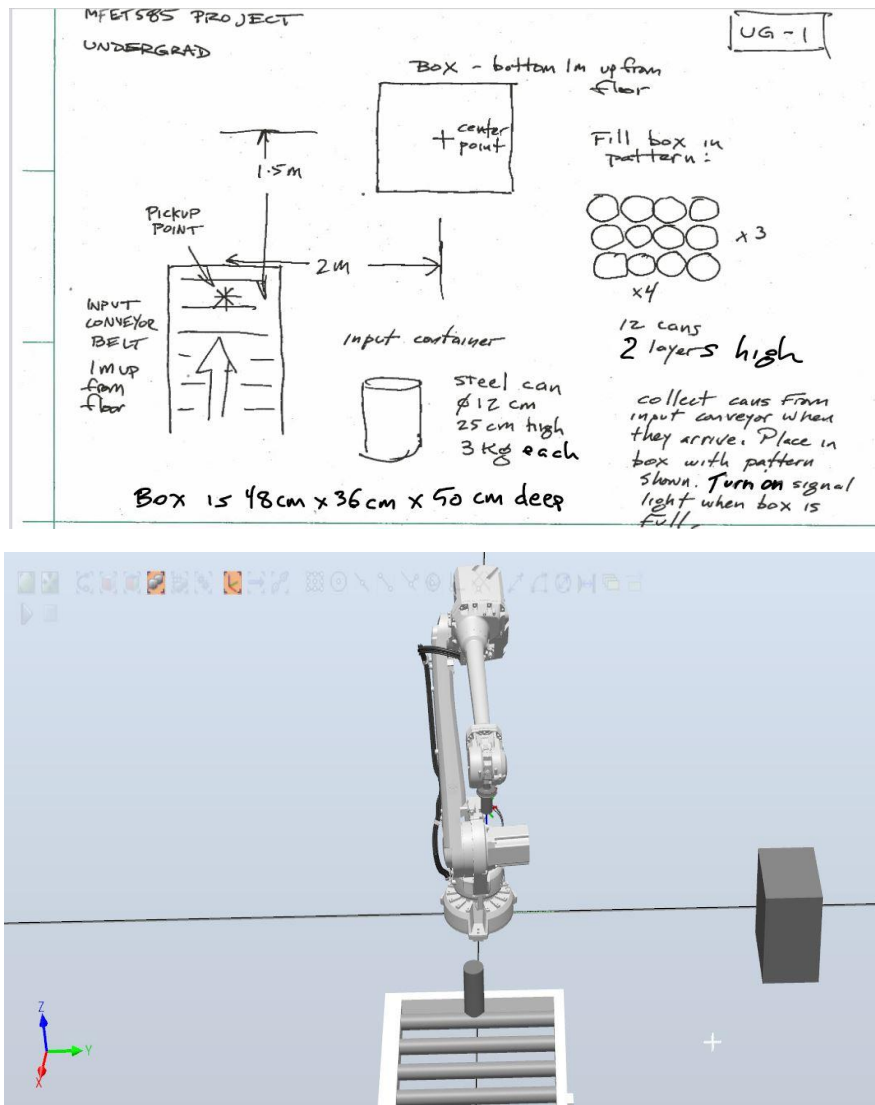 MFET585 PROJECT
UNDERGRAD
UG-1
Box - bottom 1m up from
floor
center
point
1.5m
PICKUP
POINT
2m
INPUT
CONVEYOR
BELT
1m up
from
floor
input container
steel can
⌀12 cm
25 cm high
3 Kg each
Fill box in
pattern:
x3
x4
12 cans
2 layers high
collect cans from
input conveyor when
they arrive. Place in
box with pattern
shown. Turn on signal
light when box is
full.
Box is 48cm x 36cm x 50 cm deep
Z
Y
X